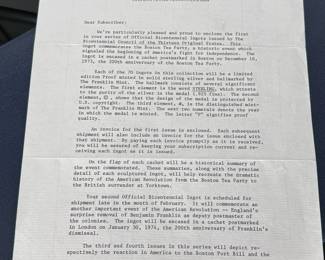 Dear Subscriber:
We're particularly pleased and proud to enclose the first
in your series of Official Bicentennial Ingots issued by The
Bicentennial Council of the Thirteen Original States. This
ingot commemorates the Boston Tea Party, a historic event which
signaled the beginning of America's fight for independence. The
ingot is encased in a cachet postmarked in Boston on December 16,
1973, the 200th anniversary of the Boston Tea Party.
Each of the 70 ingots in this collection will be a limited
edition Proof minted in solid sterling silver and hallmarked by
The Franklin Mint. The hallmark consists of several significant
elements. The first element is the word STERLING, which attests
to the purity of the silver in the medal (.925 fine). The second
element, ©, shows that the design of the medal is protected by
U.S. copyright. The third element, is the distinguished mint-
mark of The Franklin Mint. The next two numerals denote the year
in which the medal is minted. The letter "P" signifies proof
quality.
An invoice for the first issue is enclosed. Each subsequent
shipment will also include an invoice for the issue enclosed with
that shipment. By paying each invoice promptly as it is received,
you will be assured of keeping your subscription current and re-
ceiving each ingot as it is issued.
On the flap of each cachet will be a historical summary of
the event commemorated. These summaries, along with the precise
detail of each sculptured ingot, will help recreate the dramatic
history of the American Revolution from the Boston Tea Party to
the British surrender at Yorktown.
Your second Official Bicentennial Ingot is scheduled for
shipment late in the month of February. It will commemorate as
another important event of the American Revolution -- England's
surprise removal of Benjamin Franklin as deputy postmaster of
the colonies. The ingot will be encased in a cachet postmarked
in London on January 30, 1974, the 200th anniversary of Franklin's
dismissal.
The third and fourth issues in this series will depict re-
spectively the reaction in America to the Boston Port Bill and the